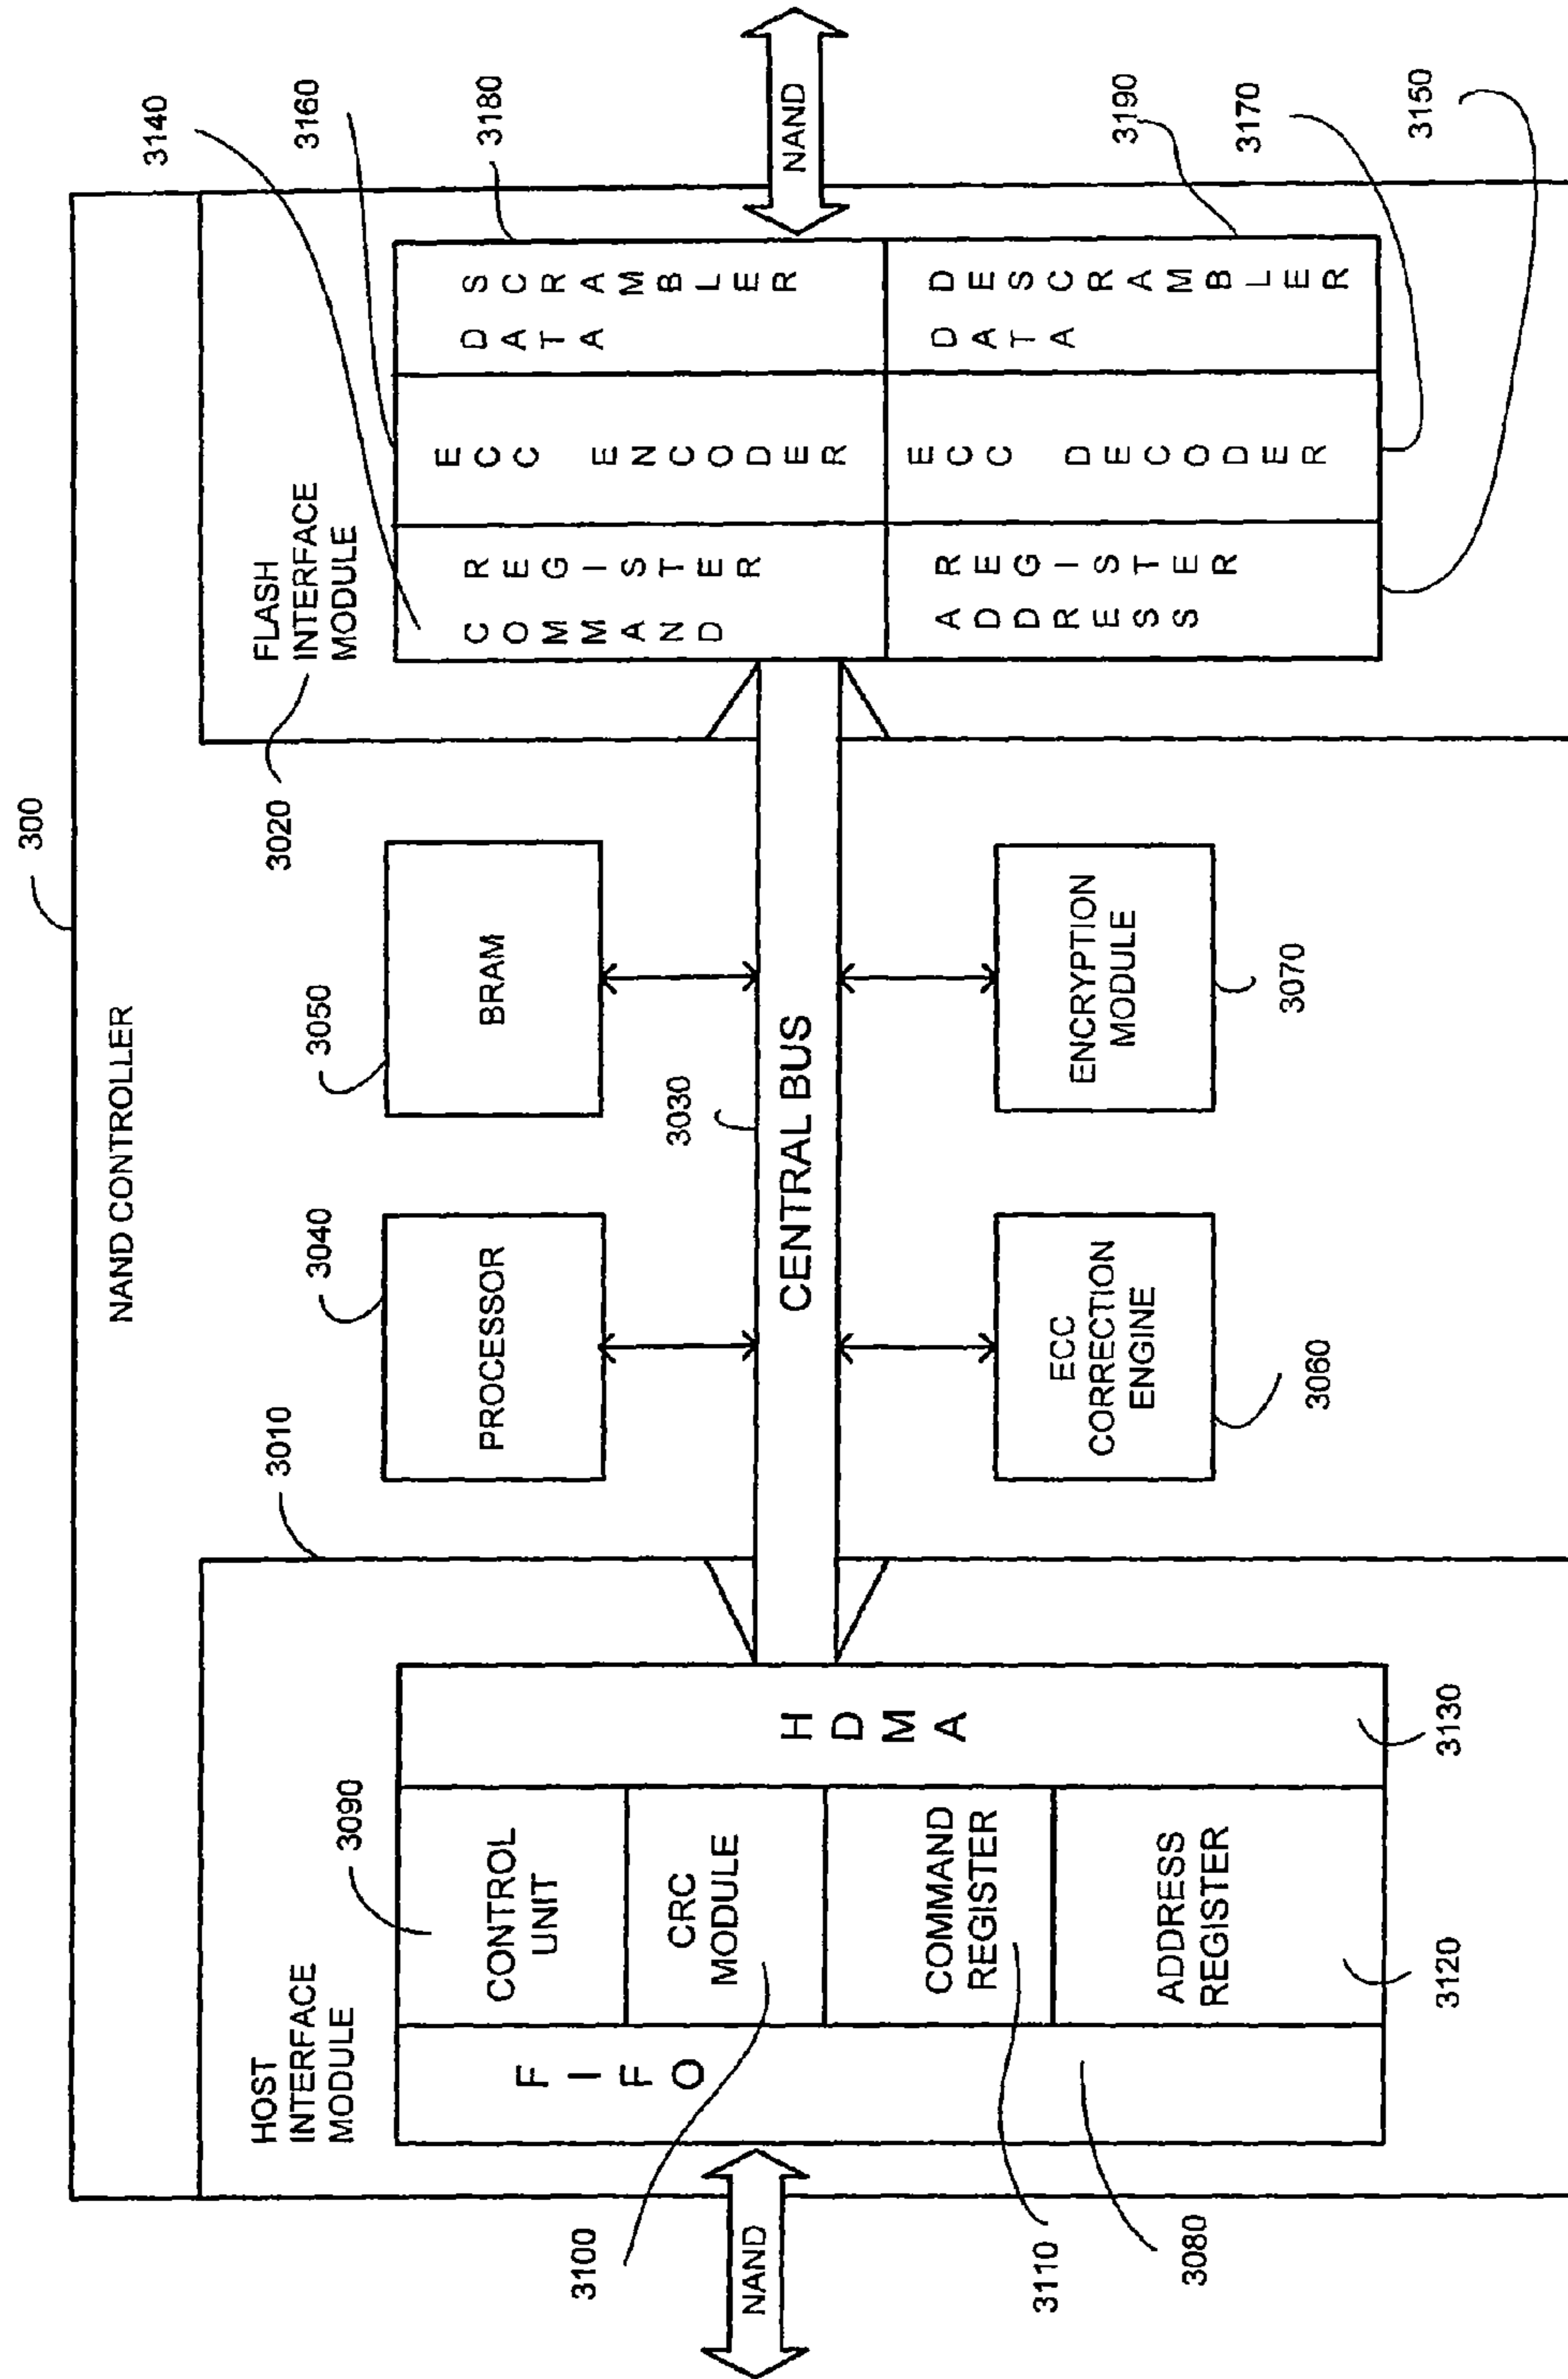 300
NAND CONTROLLER
HOST
INTERFACE
MODULE
3010
3090
FIFO
CONTROL
UNIT
CRC
MODULE
COMMAND
REGISTER
ADDRESS
REGISTER
HDMA
NAND
3100
3110
3080
3120
3130
PROCESSOR
3040
BRAM
3050
CENTRAL BUS
3030
ECC
CORRECTION
ENGINE
3060
ENCRYPTION
MODULE
3070
3020
FLASH
INTERFACE
MODULE
3140
3160
3180
COMMAND
REGISTER
ECC ENCODER
DATA
SCRAMBLER
ADDRESS
REGISTER
ECC DECODER
DATA
DESCRAMBLER
NAND
3190
3170
3150